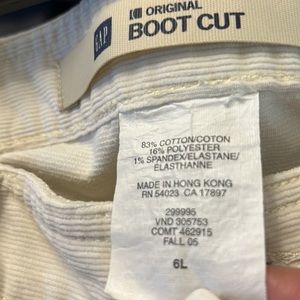 GAP
ORIGINAL
BOOT CUT
83% COTTON/COTON
16% POLYESTER
1% SPANDEX/ELASTANE/
ELASTHANNE
MADE IN HONG KONG
RN 54023 CA 17897
299995
VND 305753
COMT 462915
FALL 05
6L